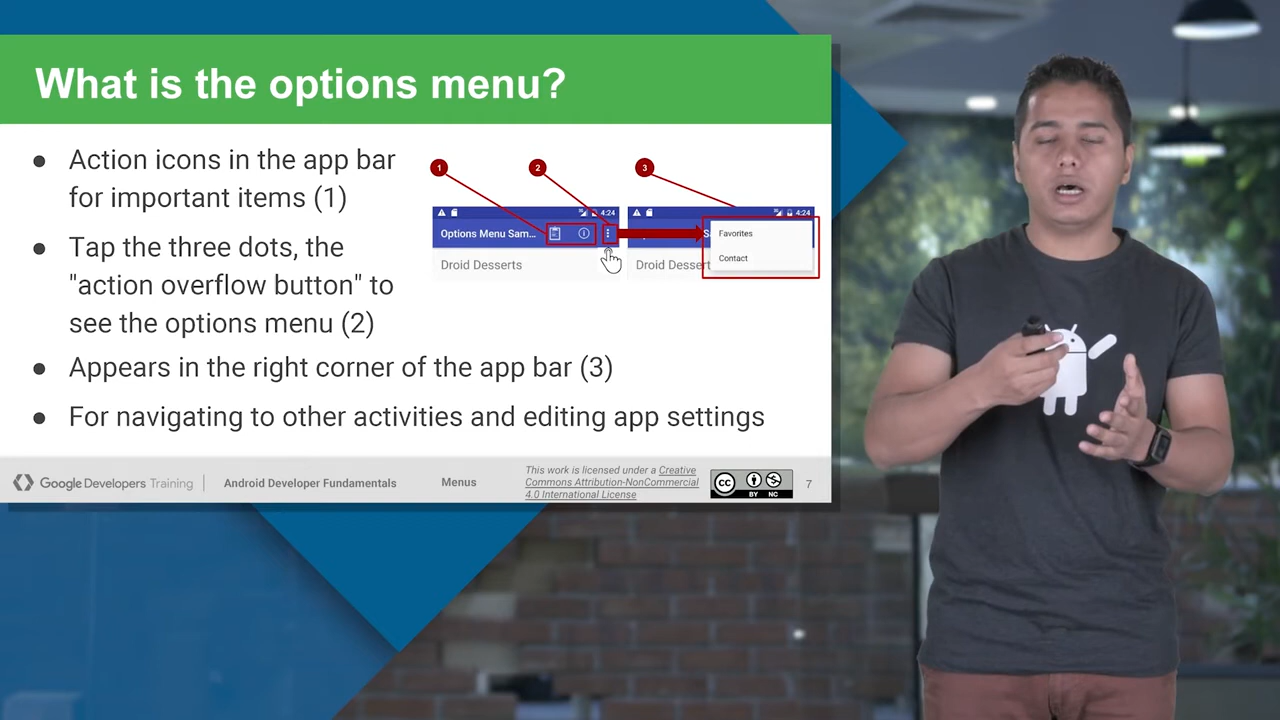 What is the options menu?
● Action icons in the app bar
for important items (1)
● Tap the three dots, the
"action overflow button" to
see the options menu (2)
● Appears in the right corner of the app bar (3)
● For navigating to other activities and editing app settings
1
2
3
4:24
Options Menu Sam...
Droid Desserts
4:24
Favorites
Contact
Droid Dessert
Google Developers Training
Android Developer Fundamentals
Menus
This work is licensed under a Creative
Commons Attribution-NonCommercial
4.0 International License
CC
BY NC
7